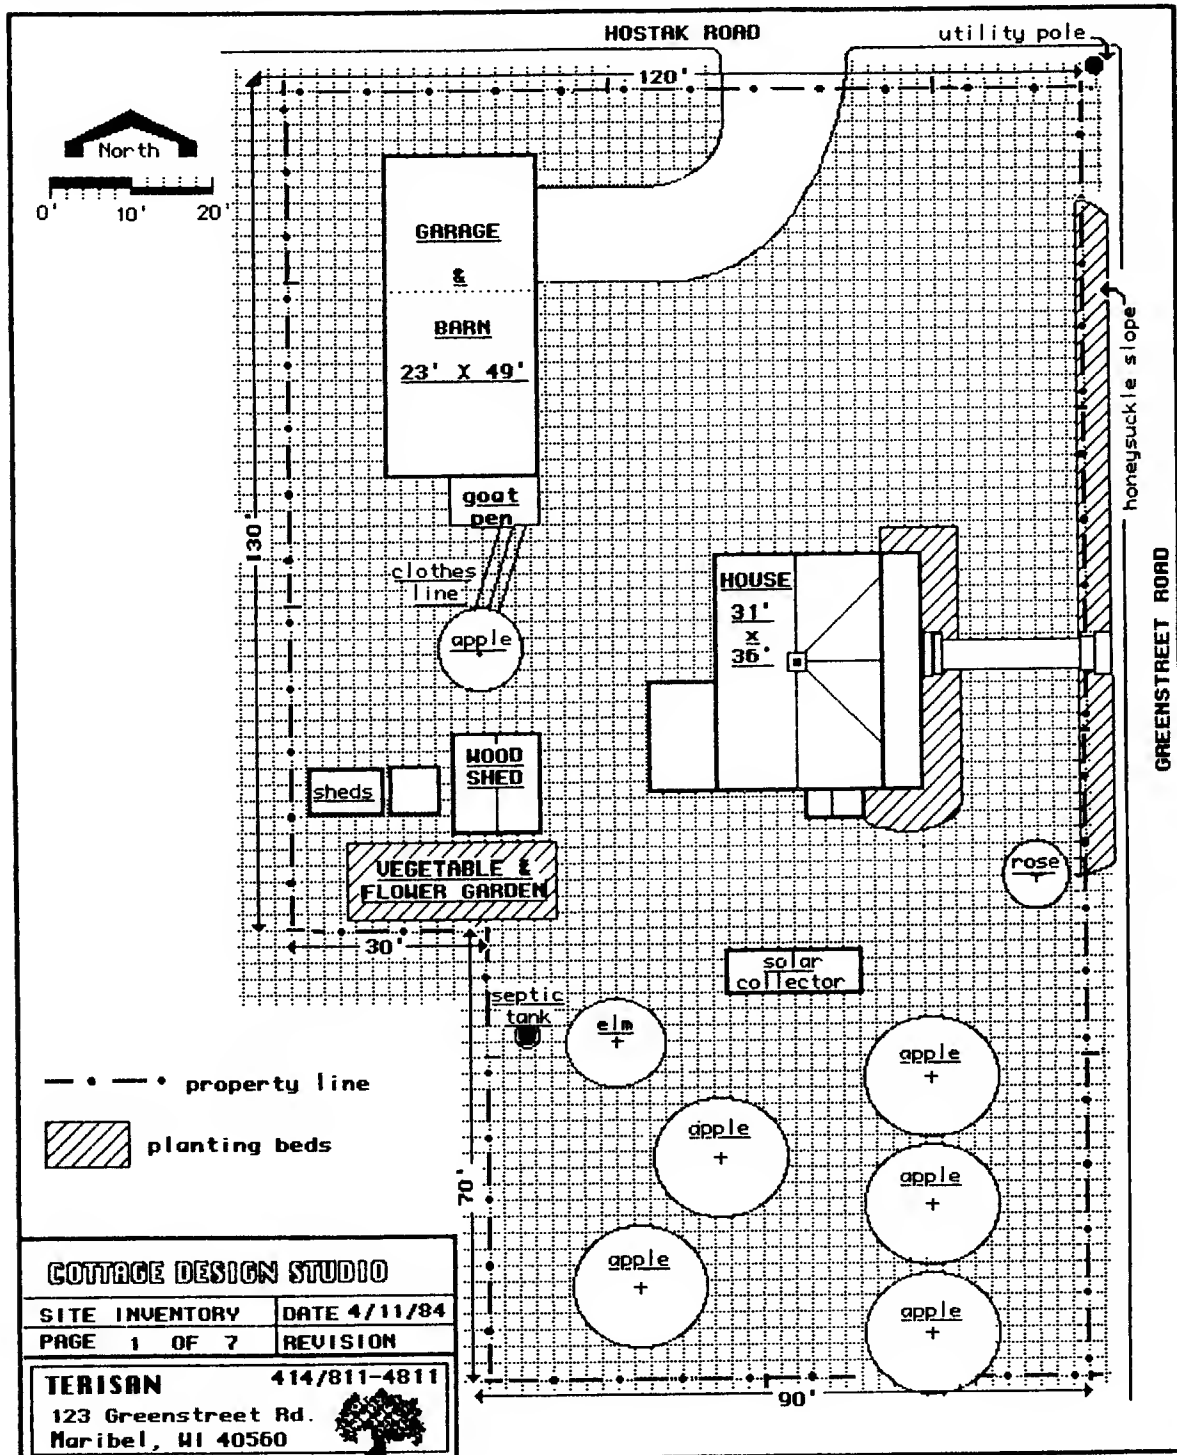 HOSTAK ROAD
utility pole
120'
North
0' 10' 20'
GARAGE
&
BARN
23' X 49'
honeysuckle slope
GREENSTREET ROAD
goat
pen
130'
clothes
line
apple
HOUSE
31'
x
36'
WOOD
SHED
sheds
VEGETABLE &
FLOWER GARDEN
rose
30'
solar
collector
septic
tank
elm
apple
apple
apple
apple
apple
property line
planting beds
70'
90'
COTTAGE DESIGN STUDIO
SITE INVENTORY DATE 4/11/84
PAGE 1 OF 7 REVISION
TERISAN 414/811-4811
123 Greenstreet Rd.
Maribel, WI 40560